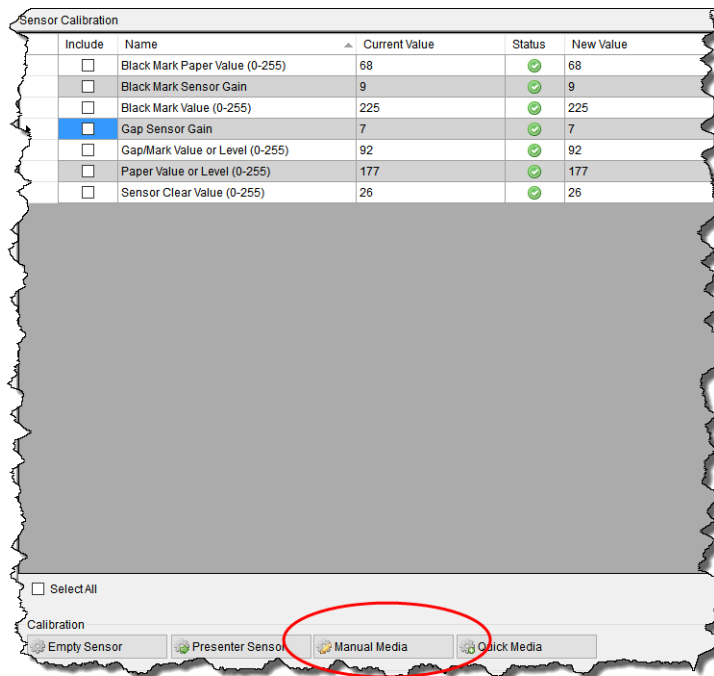 Sensor Calibration
Include Name Current Value Status New Value
Black Mark Paper Value (0-255) 68 68
Black Mark Sensor Gain 9 9
Black Mark Value (0-255) 225 225
Gap Sensor Gain 7 7
Gap/Mark Value or Level (0-255) 92 92
Paper Value or Level (0-255) 177 177
Sensor Clear Value (0-255) 26 26
Select All
Calibration
Empty Sensor Presenter Sensor Manual Media Quick Media